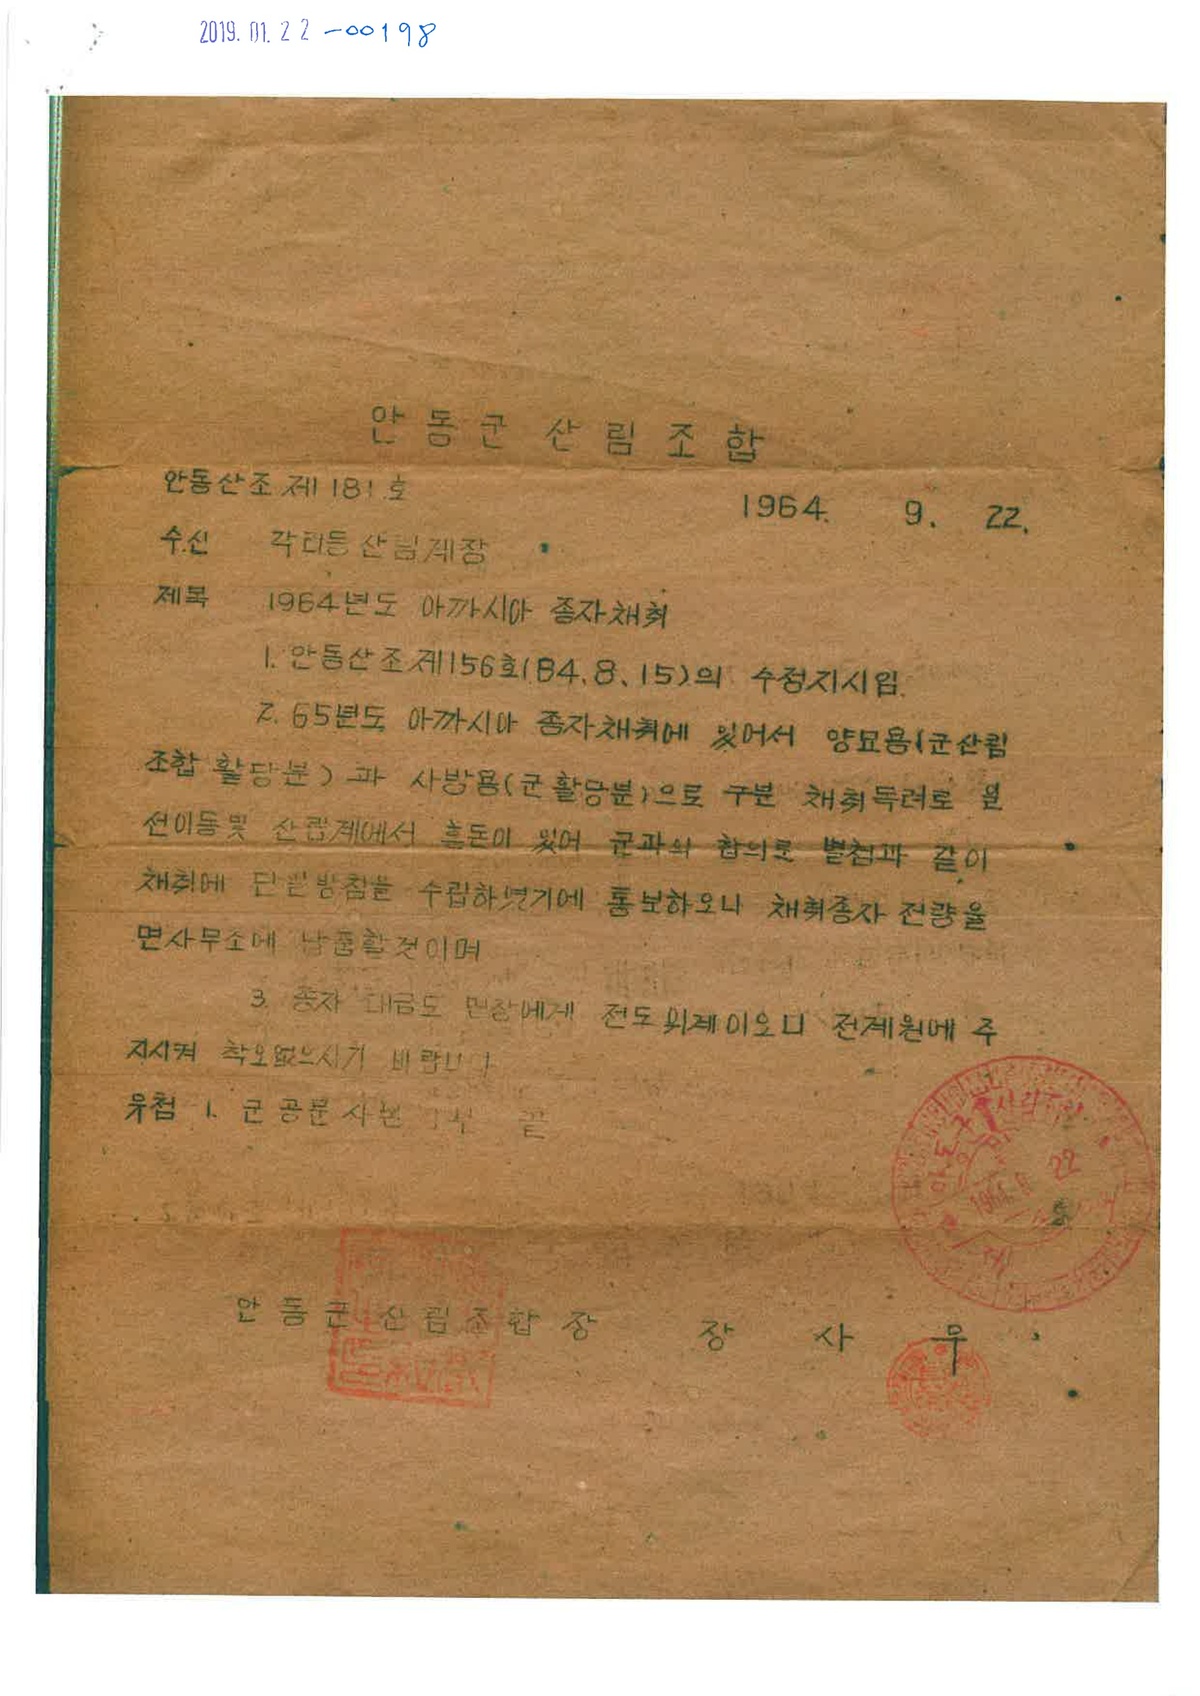 2019. 01. 22 -00198
안동군 산림조합
안동산조 제181호
1964. 9. 22.
수신 각리동산림계장
제목 1964년도 아까시아 종자채취
1. 안동산조제156호(84.8.15)의 수정지시임.
2. 65년도 아까시아 종자채취에 있어서 양묘용(군산림
조합 활당분)과 사방용(군활당분)으로 구분 채취독려로 일
선이동및 산림계에서 혼돈이 있어 군과의 합의로 별첨과 같이
채취에 단일방침을 수립하였기에 통보하오니 채취종자 전량을
면사무소에 납품할것이며
3. 종자 대금도 면장에게 전도 이오니 전계원에 주
지시켜 착오없으시기 바랍니다
유첨 1. 군 공문 사본 끝
1964. 9. 22
안동군 산림조합장 장 사 우